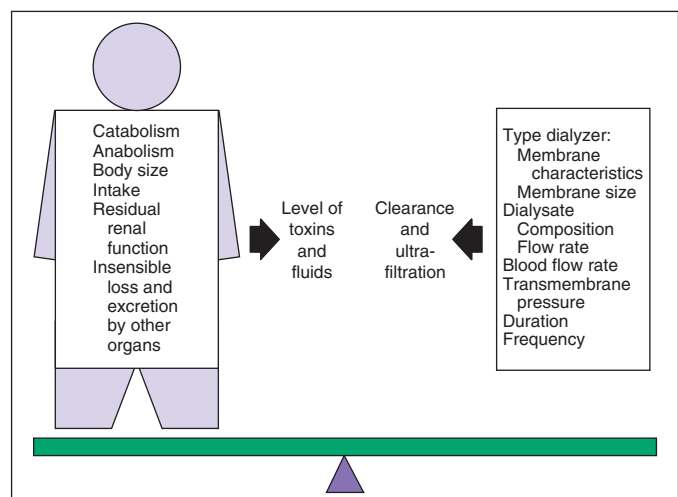 Catabolism
Anabolism
Body size
Intake
Residual
renal
function
Insensible
loss and
excretion
by other
organs
Level of
toxins
and
fluids
Clearance
and
ultra-
filtration
Type dialyzer:
Membrane
characteristics
Membrane size
Dialysate
Composition
Flow rate
Blood flow rate
Transmembrane
pressure
Duration
Frequency